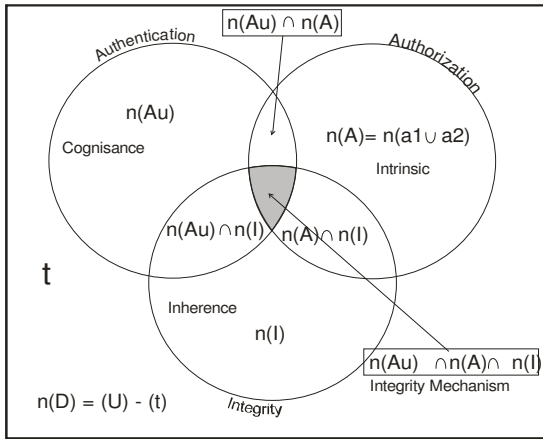 n(Au) ∩ n(A)
Authentication
Authorization
n(Au)
Cognisance
n(A)= n(a1∪ a2)
Intrinsic
n(Au)∩n(I)
n(A)∩n(I)
t
Inherence
n(I)
n(Au) ∩n(A)∩ n(I)
Integrity Mechanism
n(D) = (U) - (t)
Integrity